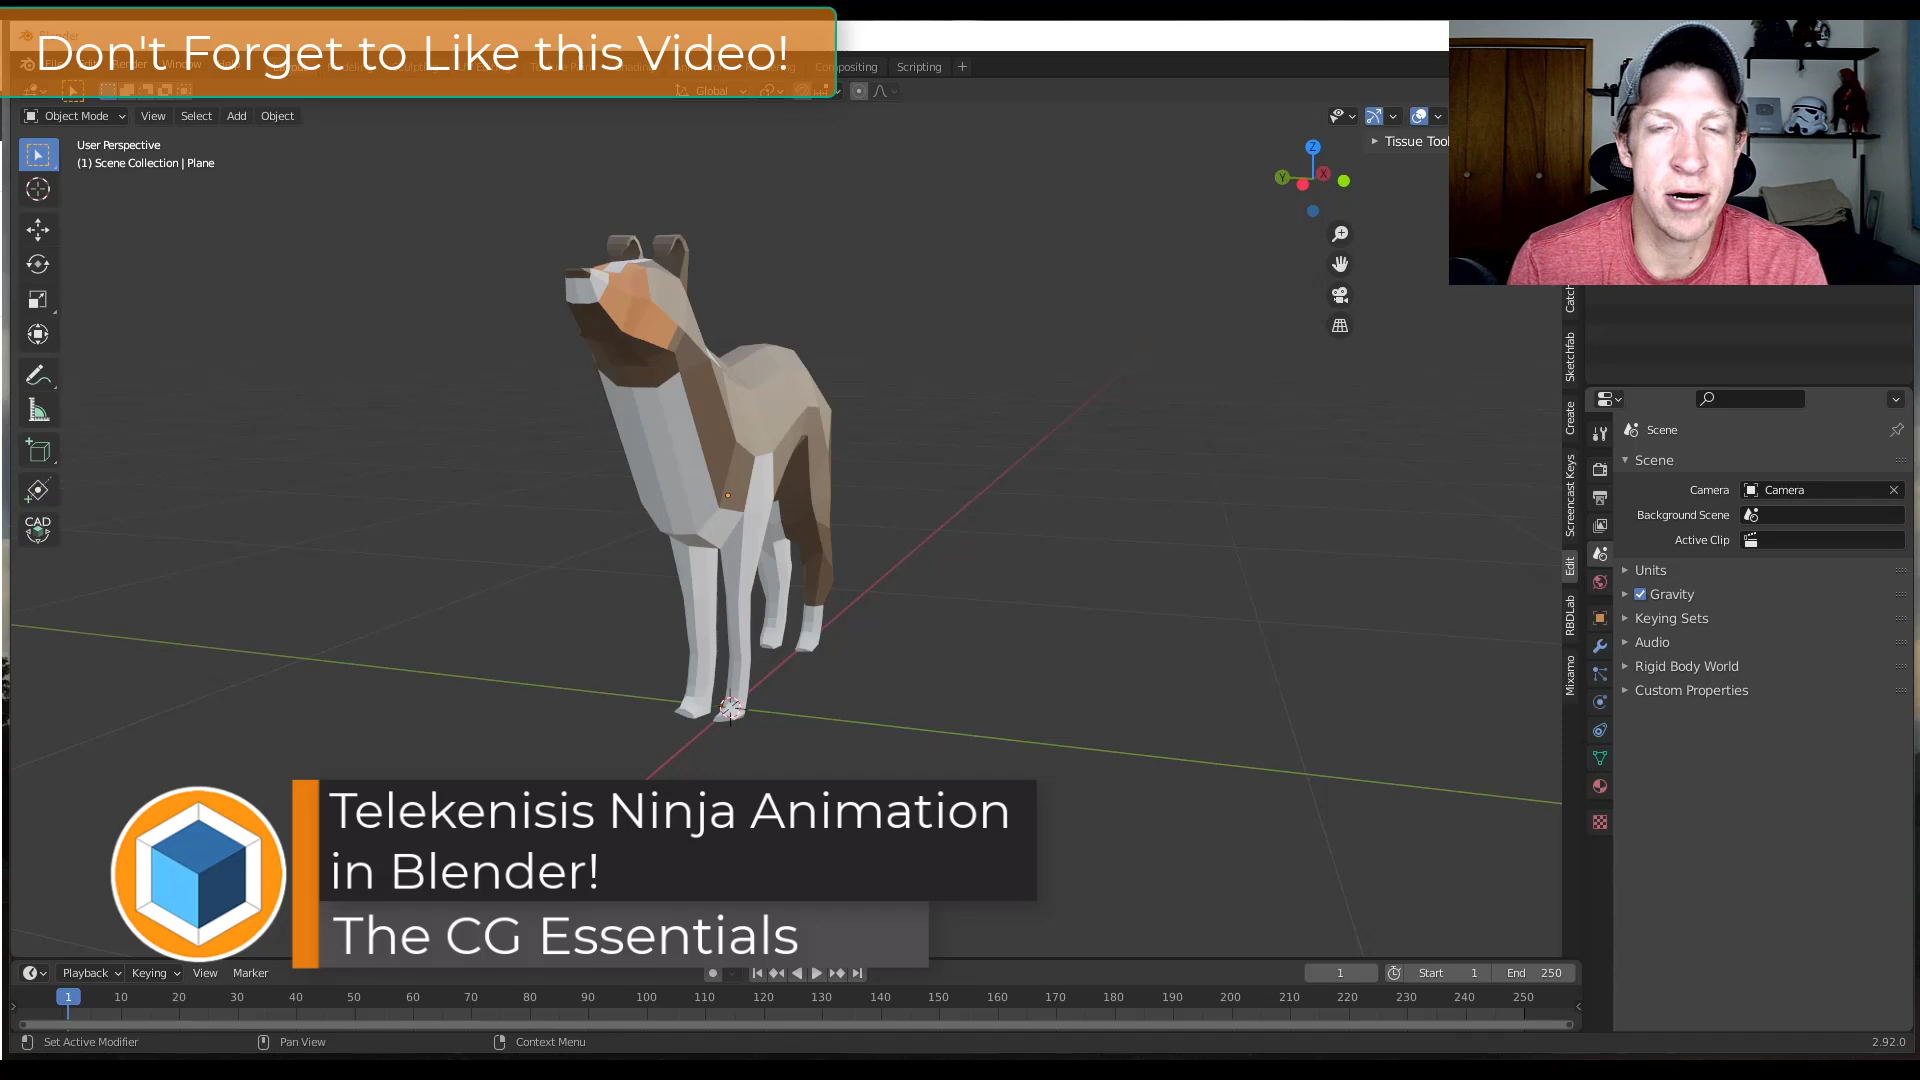 Don't Forget to Like this Video!
Compositing Scripting +
Global
Object Mode View Select Add Object
User Perspective
(1) Scene Collection | Plane
Tissue Tool
Z
Y
X
CAD
Sketchfab
Create
Screencast Keys
Edit
RBDLab
Mixamo
Scene
Scene
Camera Camera
Background Scene
Active Clip
Units
Gravity
Keying Sets
Audio
Rigid Body World
Custom Properties
Telekenisis Ninja Animation
in Blender!
The CG Essentials
Playback Keying View Marker
1 Start 1 End 250
1 10 20 30 40 50 60 70 80 90 100 110 120 130 140 150 160 170 180 190 200 210 220 230 240 250
Set Active Modifier Pan View Context Menu 2.92.0